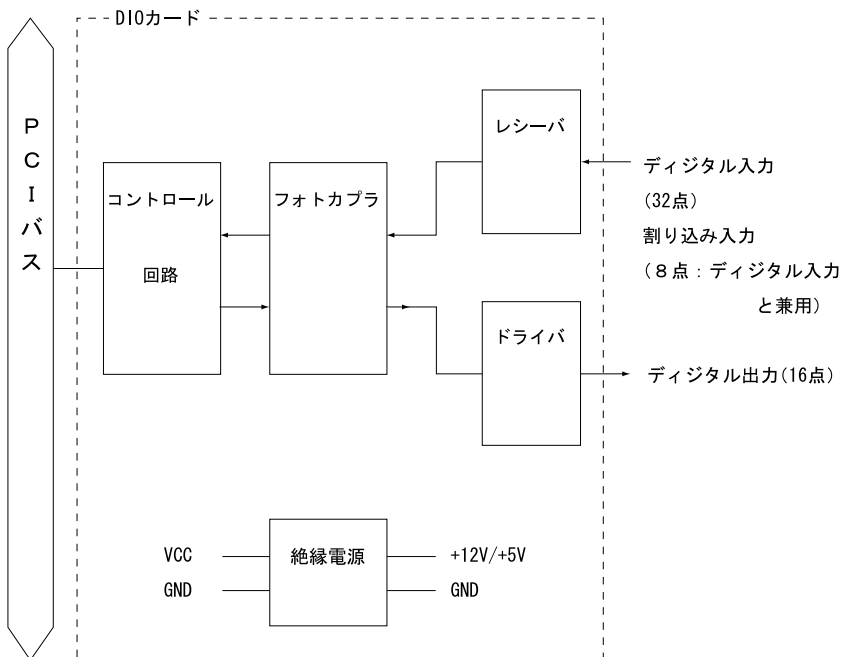 DIOカード
PCIバス
コントロール
回路
フォトカプラ
レシーバ
ドライバ
ディジタル入力
(32点)
割り込み入力
(8点:ディジタル入力
と兼用)
ディジタル出力(16点)
VCC
GND
絶縁電源
+12V/+5V
GND